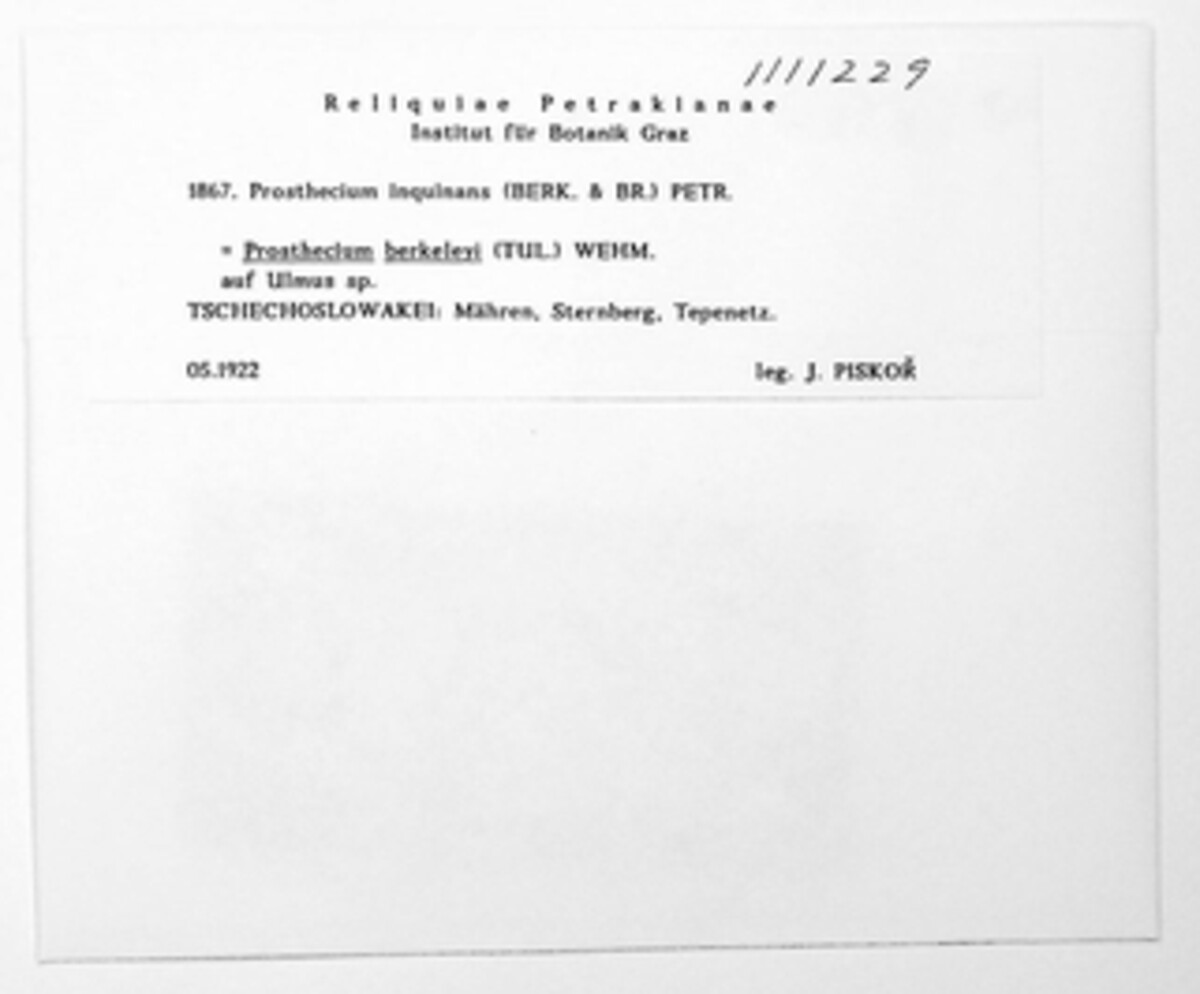 1111229
Reliquiae Petrakianae
Institut für Botanik Graz
1867. Prosthecium inquinans (BERK. & BR.) PETR.
= Prosthecium berkeleyi (TUL.) WEHM.
auf Ulmus sp.
TSCHECHOSLOWAKEI: Mähren, Sternberg, Tepenetz.
05.1922 leg. J. PISKOŘ